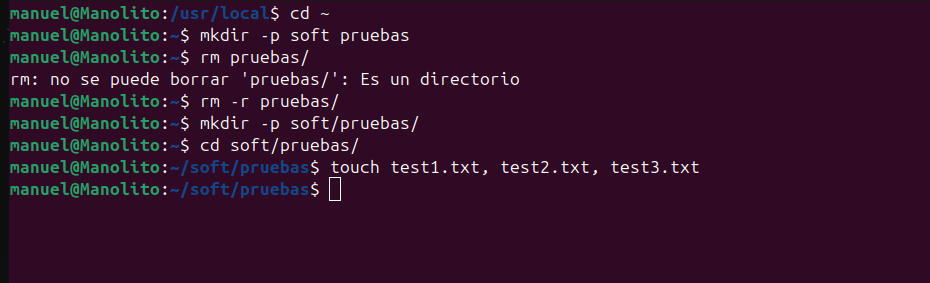 manuel@Manolito:/usr/local$ cd ~
manuel@Manolito:~$ mkdir -p soft pruebas
manuel@Manolito:~$ rm pruebas/
rm: no se puede borrar 'pruebas/': Es un directorio
manuel@Manolito:~$ rm -r pruebas/
manuel@Manolito:~$ mkdir -p soft/pruebas/
manuel@Manolito:~$ cd soft/pruebas/
manuel@Manolito:~/soft/pruebas$ touch test1.txt, test2.txt, test3.txt
manuel@Manolito:~/soft/pruebas$